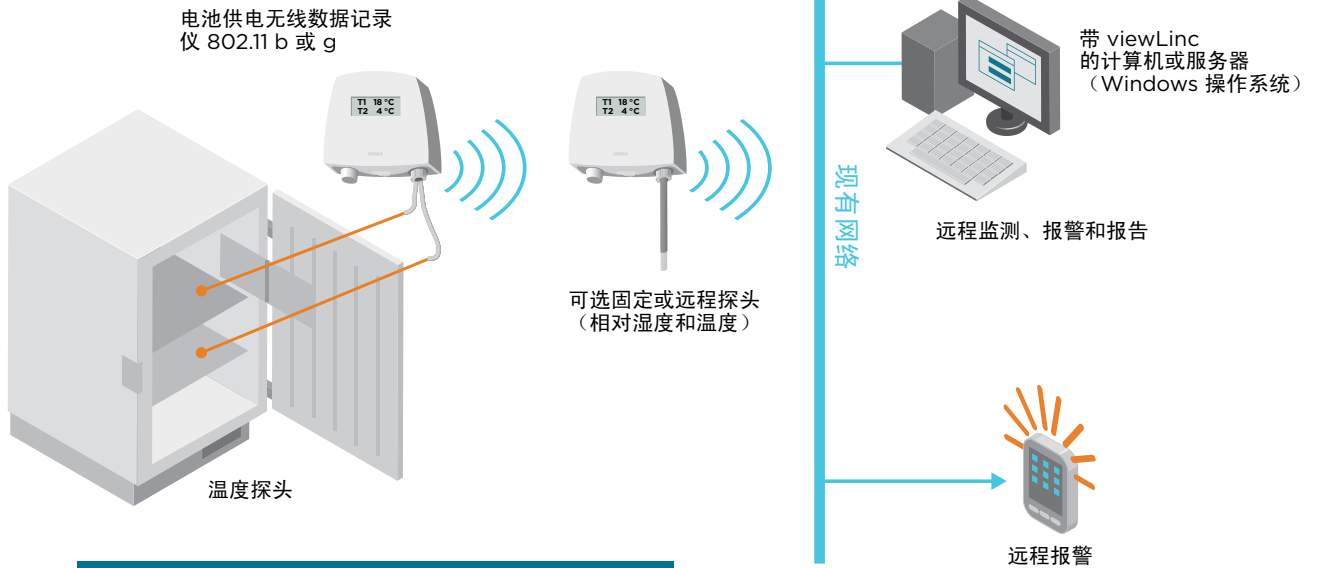 电池供电无线数据记录
仪 802.11 b 或 g
T1 18 °C
T2 4 °C
T1 18 °C
T2 4 °C
可选固定或远程探头
（相对湿度和温度）
温度探头
现有网络
带 viewLinc
的计算机或服务器
（Windows 操作系统）
远程监测、报警和报告
远程报警